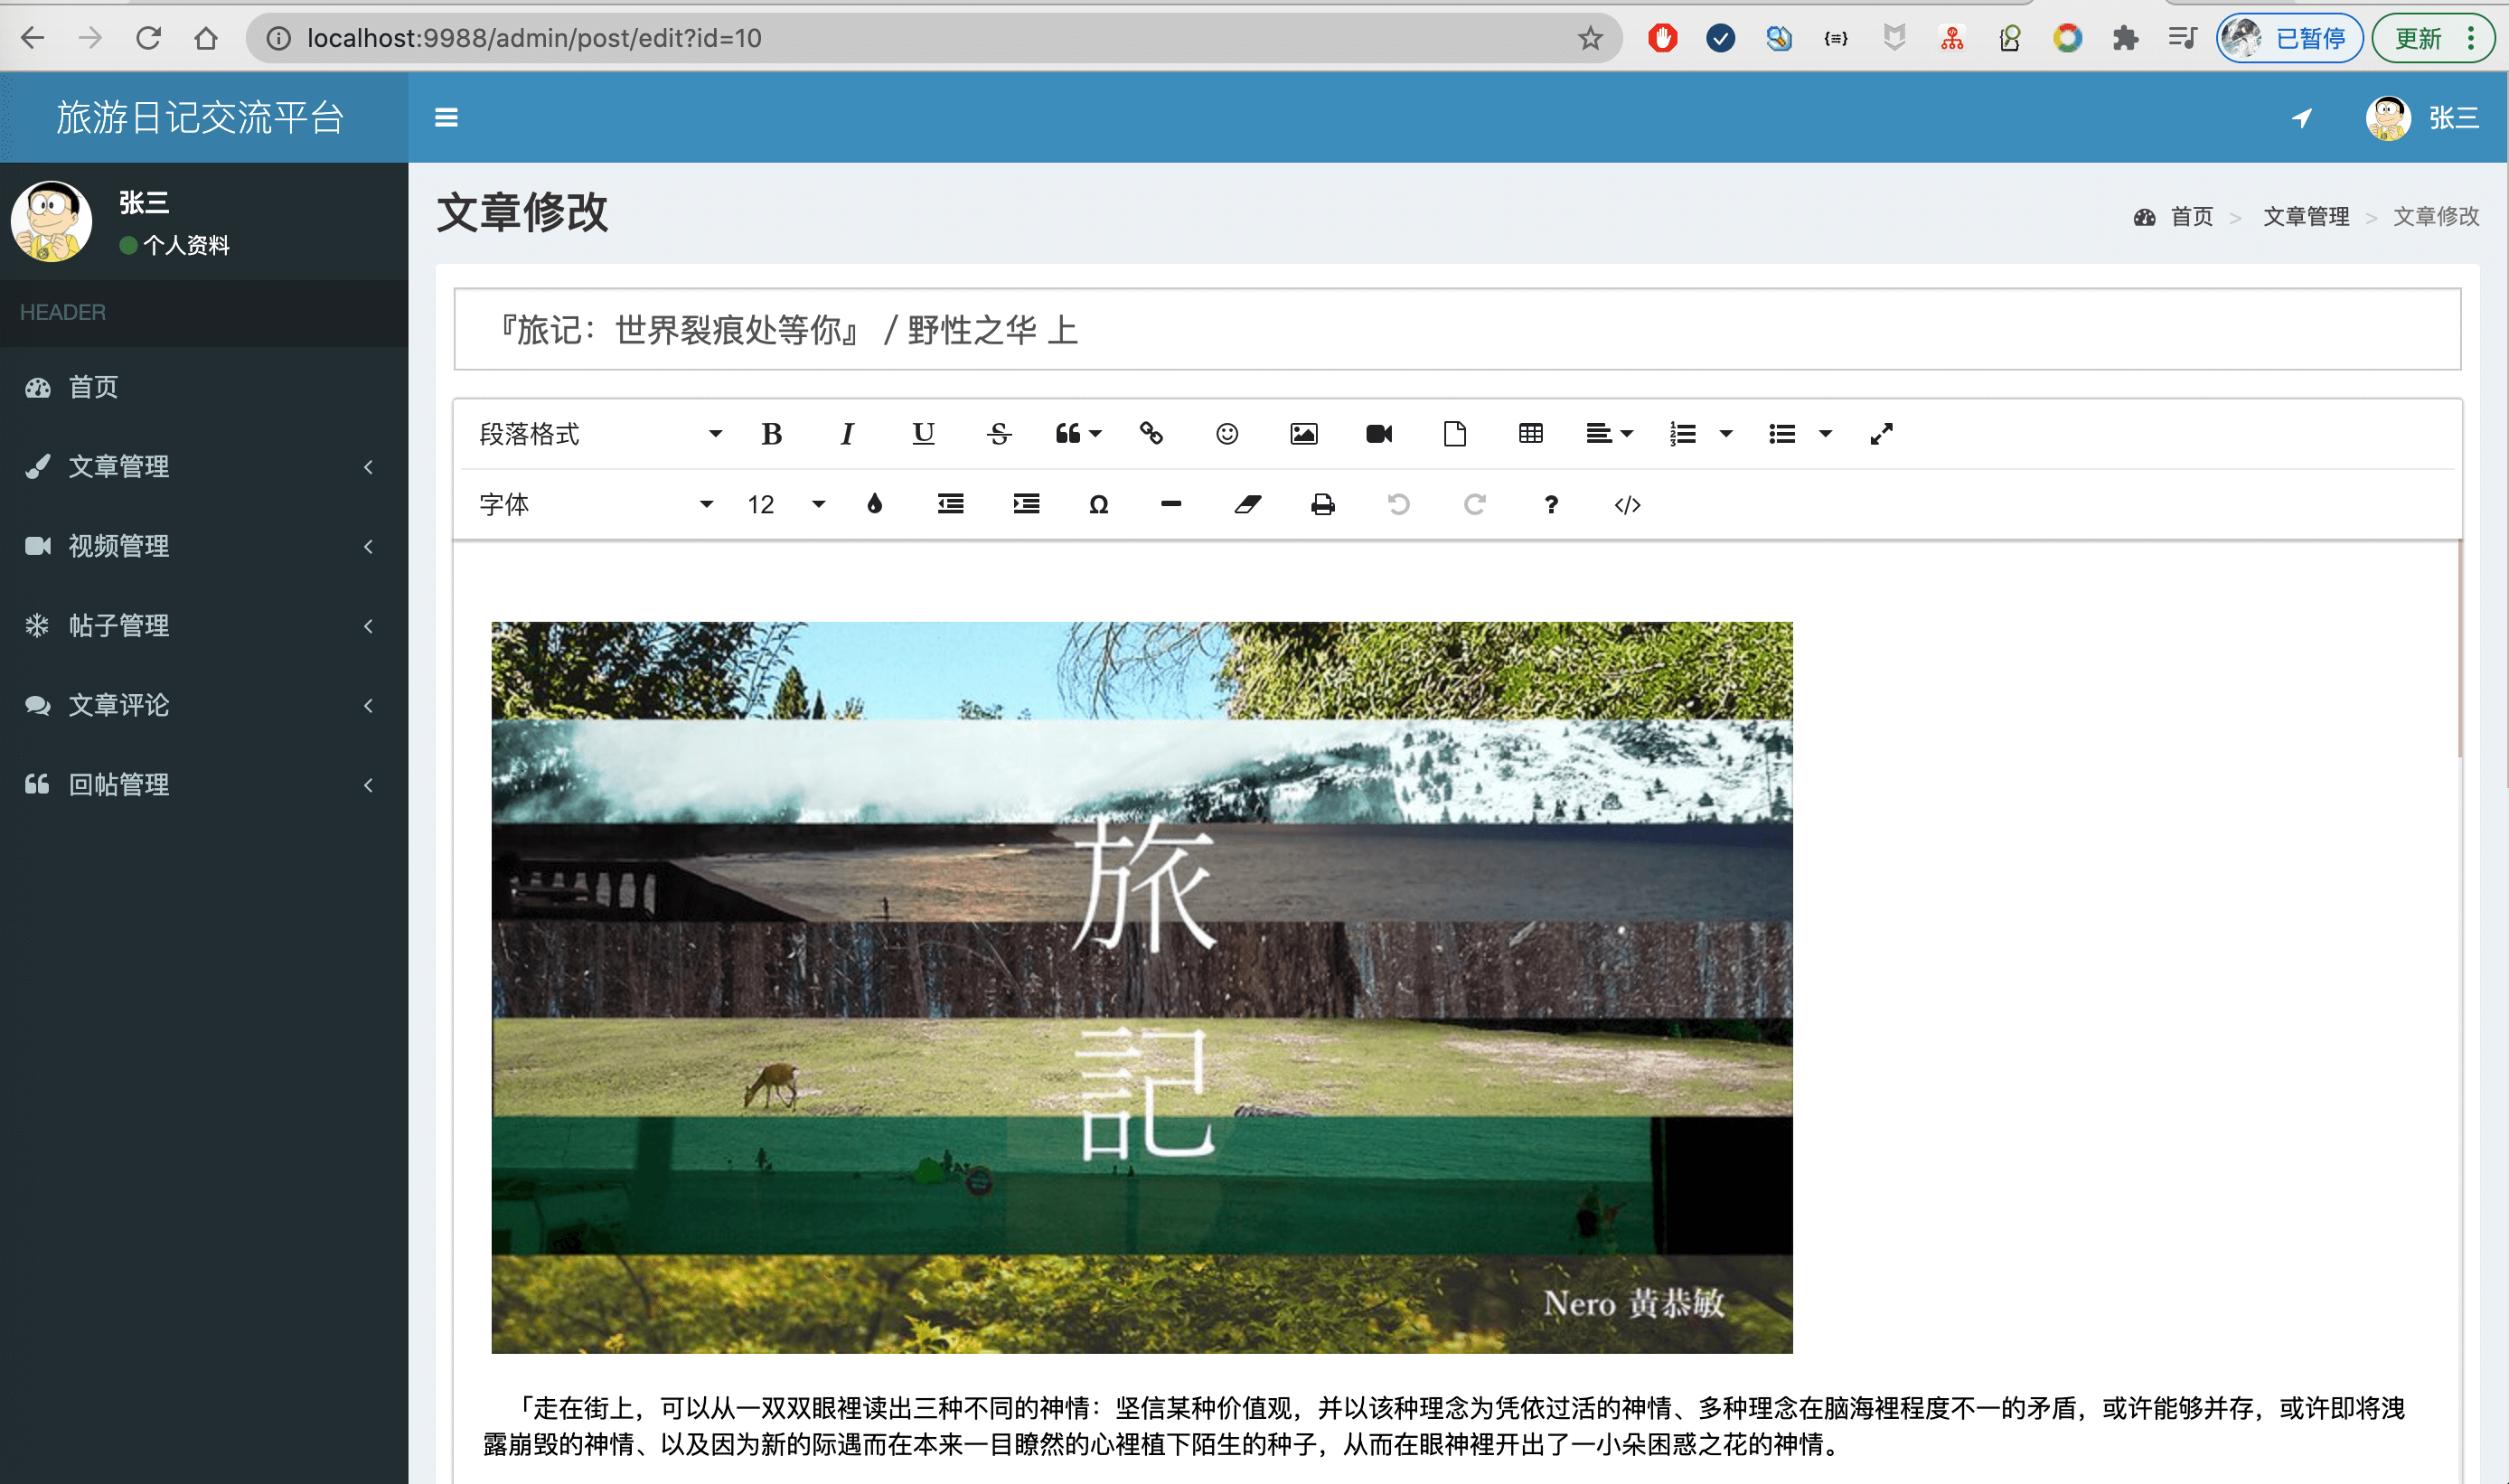 localhost:9988/admin/post/edit?id=10
已暂停
更新
旅游日记交流平台
张三
张三
个人资料
HEADER
首页
文章管理
视频管理
帖子管理
文章评论
回帖管理
文章修改
首页 > 文章管理 > 文章修改
『旅记：世界裂痕处等你』 / 野性之华 上
段落格式
字体
12
旅
記
Nero 黃恭敏
「走在街上，可以从一双双眼裡读出三种不同的神情：坚信某种价值观，并以该种理念为凭依过活的神情、多种理念在脑海裡程度不一的矛盾，或许能够并存，或许即将洩
露崩毁的神情、以及因为新的际遇而在本来一目瞭然的心裡植下陌生的种子，从而在眼神裡开出了一小朵困惑之花的神情。